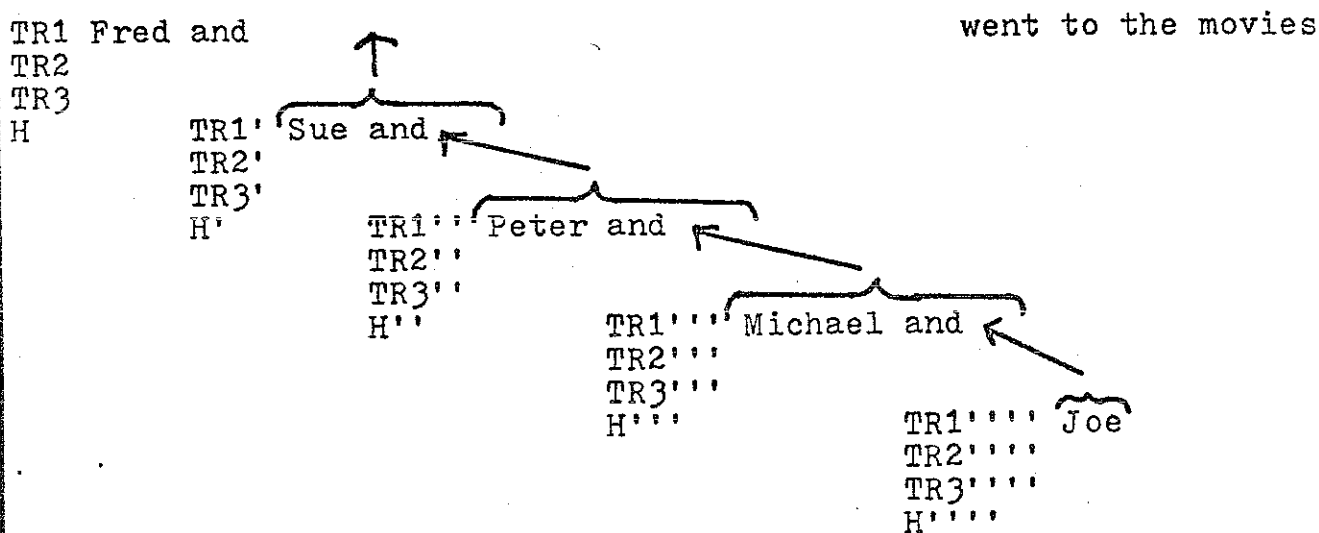 TR1 Fred and went to the movies
TR2
TR3
H TR1' Sue and
TR2'
TR3'
H' TR1''' Peter and
TR2''
TR3''
H'' TR1'''' Michael and
TR2'''
TR3'''
H''' TR1'''' Joe
TR2''''
TR3''''
H''''